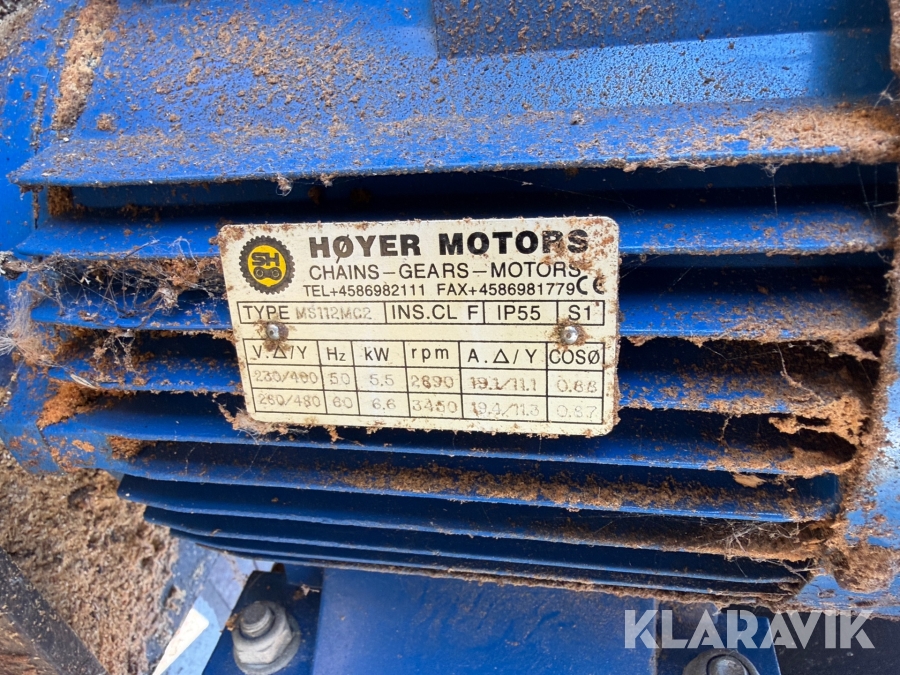 SH
HØYER MOTORS
CHAINS-GEARS-MOTORS
TEL+4586982111 FAX+4586981779 CE
TYPE MS112MC2 INS.CL F IP55 S1
V.Δ/Y Hz kW rpm A.Δ/Y COSØ
230/400 50 5.5 2890 19.1/11.1 0.88
260/480 60 6.6 3450 19.4/11.3 0.87
KLARAVIK